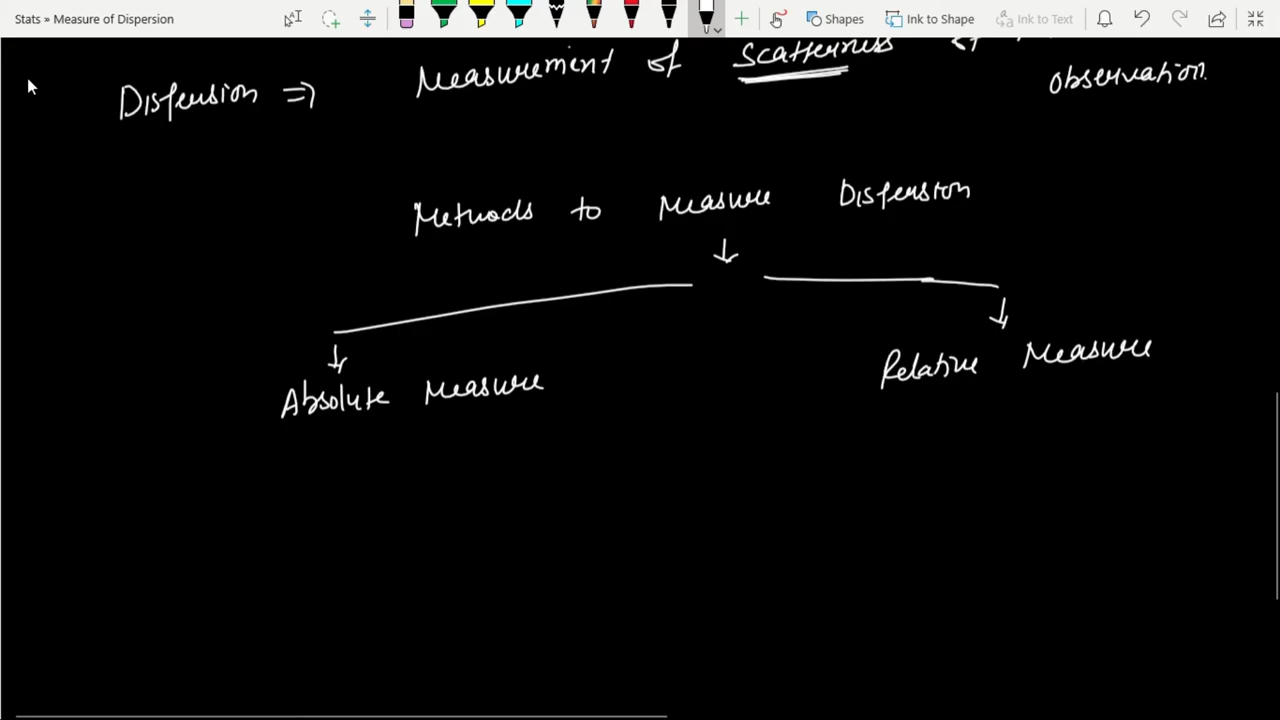 Stats » Measure of Dispersion
Shapes
Ink to Shape
Ink to Text
Dispersion ⇒ Measurement of Scatterness of
observation.
Methods to Measure Dispersion
Absolute Measure
Relative Measure